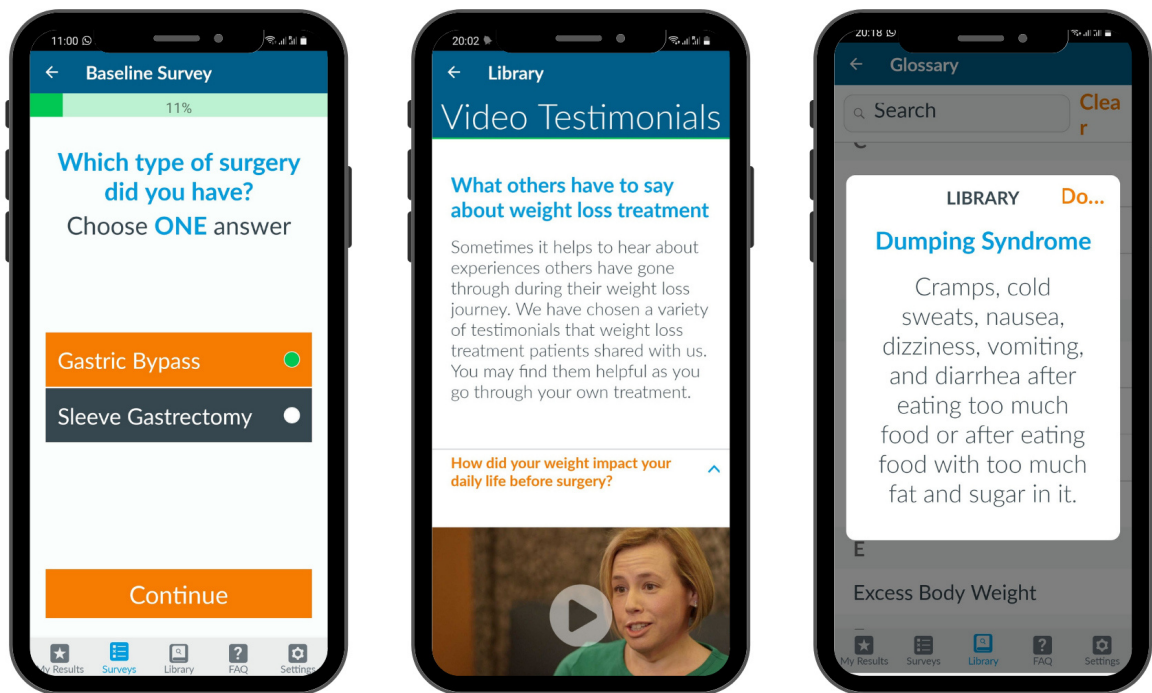 11:00
Baseline Survey
11%
Which type of surgery
did you have?
Choose ONE answer
Gastric Bypass
Sleeve Gastrectomy
Continue
My Results Surveys Library FAQ Settings
20:02
Library
Video Testimonials
What others have to say
about weight loss treatment
Sometimes it helps to hear about
experiences others have gone
through during their weight loss
journey. We have chosen a variety
of testimonials that weight loss
treatment patients shared with us.
You may find them helpful as you
go through your own treatment.
How did your weight impact your
daily life before surgery?
20:18
Glossary
Search
Clea
r
C
LIBRARY Do...
Dumping Syndrome
Cramps, cold
sweats, nausea,
dizziness, vomiting,
and diarrhea after
eating too much
food or after eating
food with too much
fat and sugar in it.
E
Excess Body Weight
My Results Surveys Library FAQ Settings